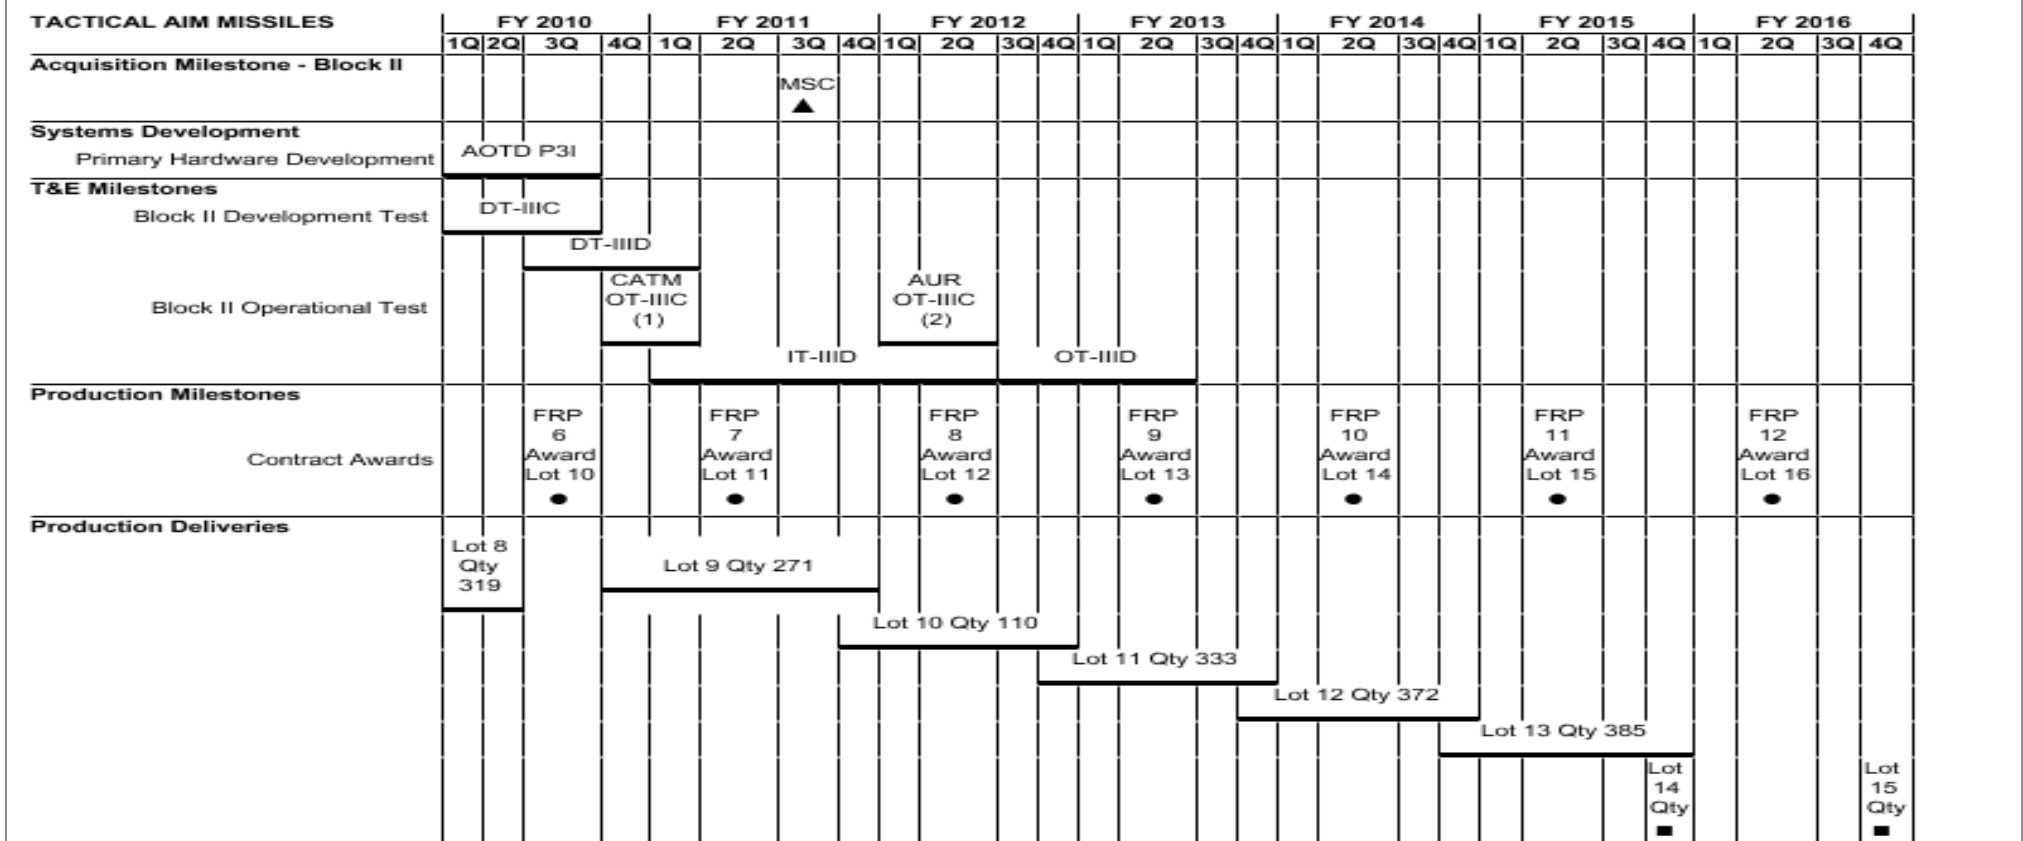 TACTICAL AIM MISSILES FY 2010 FY 2011 FY 2012 FY 2013 FY 2014 FY 2015 FY 2016
1Q 2Q 3Q 4Q 1Q 2Q 3Q 4Q 1Q 2Q 3Q 4Q 1Q 2Q 3Q 4Q 1Q 2Q 3Q 4Q 1Q 2Q 3Q 4Q 1Q 2Q 3Q 4Q
Acquisition Milestone - Block II
MSC
Systems Development
Primary Hardware Development
AOTD P3I
T&E Milestones
Block II Development Test
DT-IIIC
DT-IIID
Block II Operational Test
CATM
OT-IIIC
(1)
AUR
OT-IIIC
(2)
IT-IIID
OT-IIID
Production Milestones
Contract Awards
FRP
6
Award
Lot 10
FRP
7
Award
Lot 11
FRP
8
Award
Lot 12
FRP
9
Award
Lot 13
FRP
10
Award
Lot 14
FRP
11
Award
Lot 15
FRP
12
Award
Lot 16
Production Deliveries
Lot 8
Qty
319
Lot 9 Qty 271
Lot 10 Qty 110
Lot 11 Qty 333
Lot 12 Qty 372
Lot 13 Qty 385
Lot
14
Qty
Lot
15
Qty